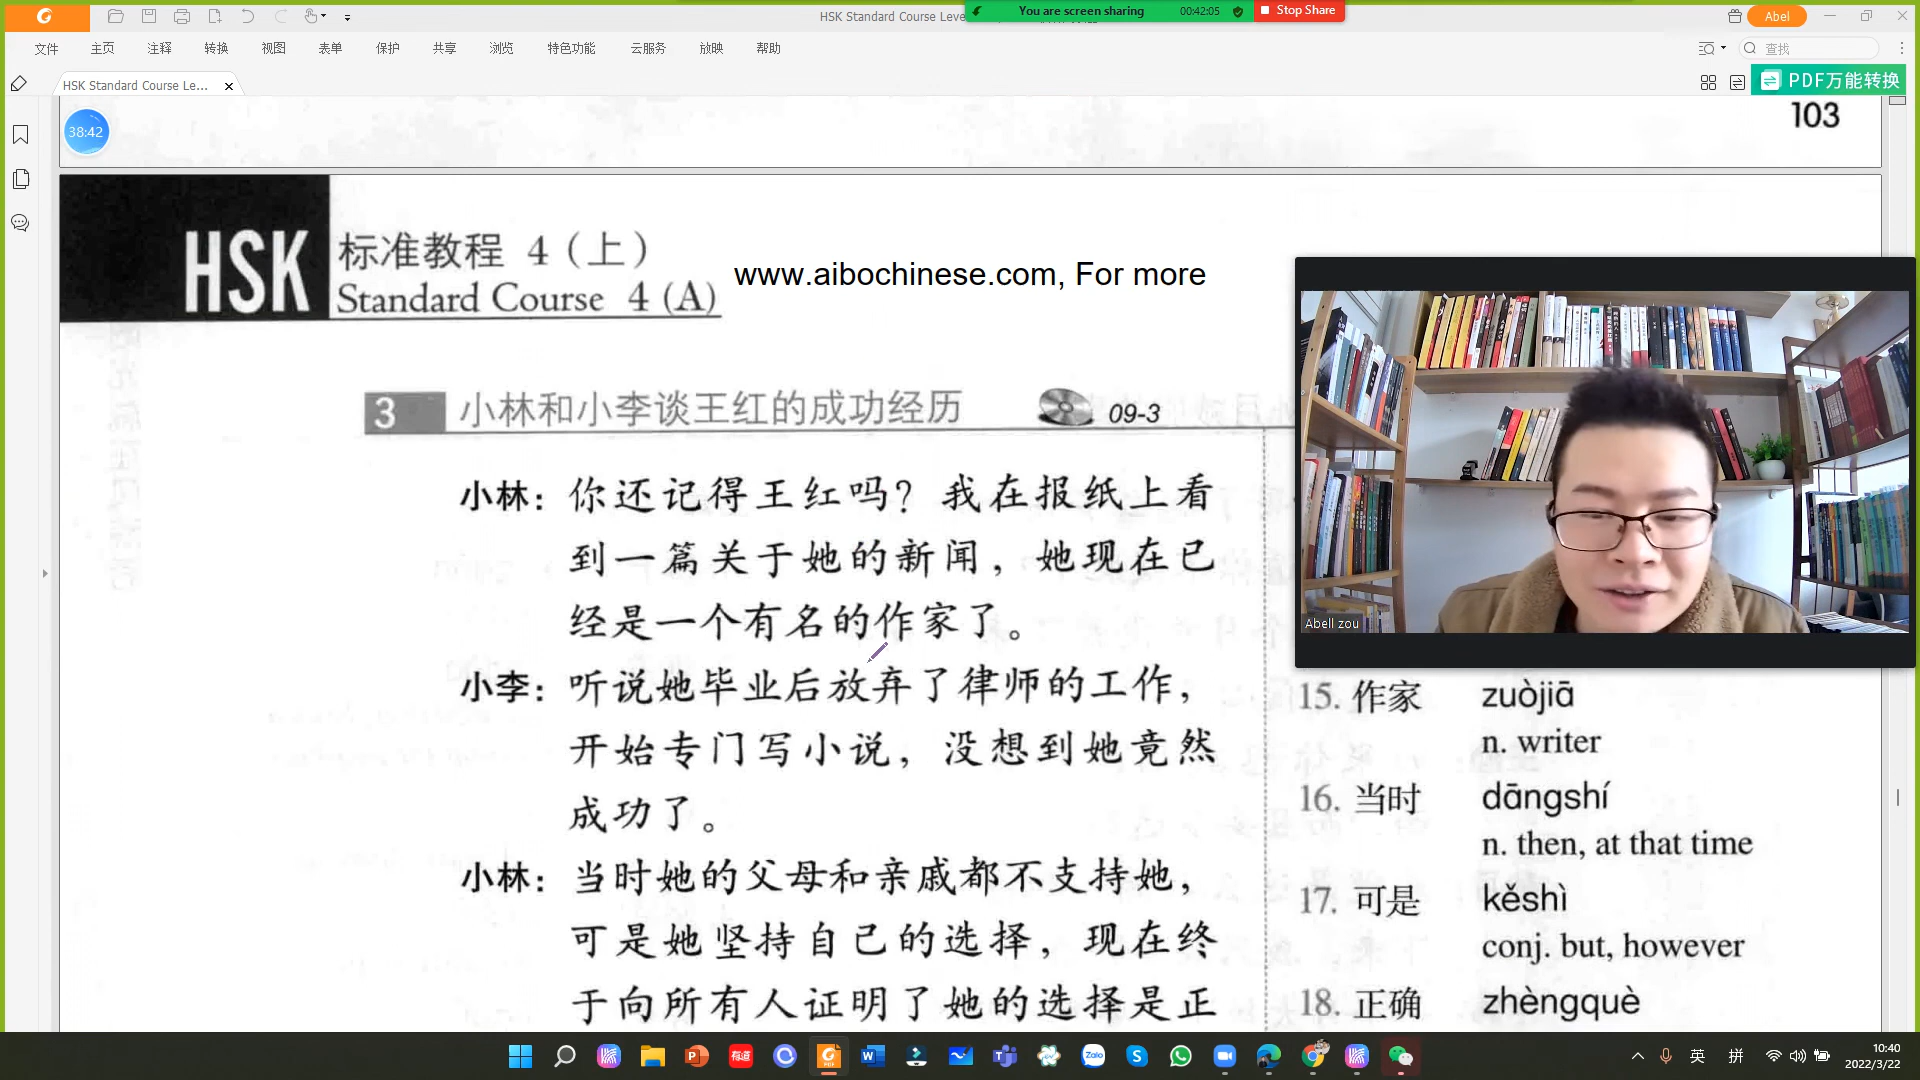 HSK Standard Course Leve
You are screen sharing
00:42:05
Stop Share
Abel
文件 主页 注释 转换 视图 表单 保护 共享 浏览 特色功能 云服务 放映 帮助
查找
HSK Standard Course Le...
PDF万能转换
38:42
103
HSK
标准教程 4(上)
Standard Course 4 (A)
www.aibochinese.com, For more
3 小林和小李谈王红的成功经历 09-3
小林:你还记得王红吗?我在报纸上看
到一篇关于她的新闻,她现在已
经是一个有名的作家了。
小李:听说她毕业后放弃了律师的工作,
开始专门写小说,没想到她竟然
成功了。
小林:当时她的父母和亲戚都不支持她,
可是她坚持自己的选择,现在终
于向所有人证明了她的选择是正
Abell zou
15. 作家 zuòjiā
n. writer
16. 当时 dāngshí
n. then, at that time
17. 可是 kěshì
conj. but, however
18. 正确 zhèngquè
有道
Zalo
英
拼
10:40
2022/3/22